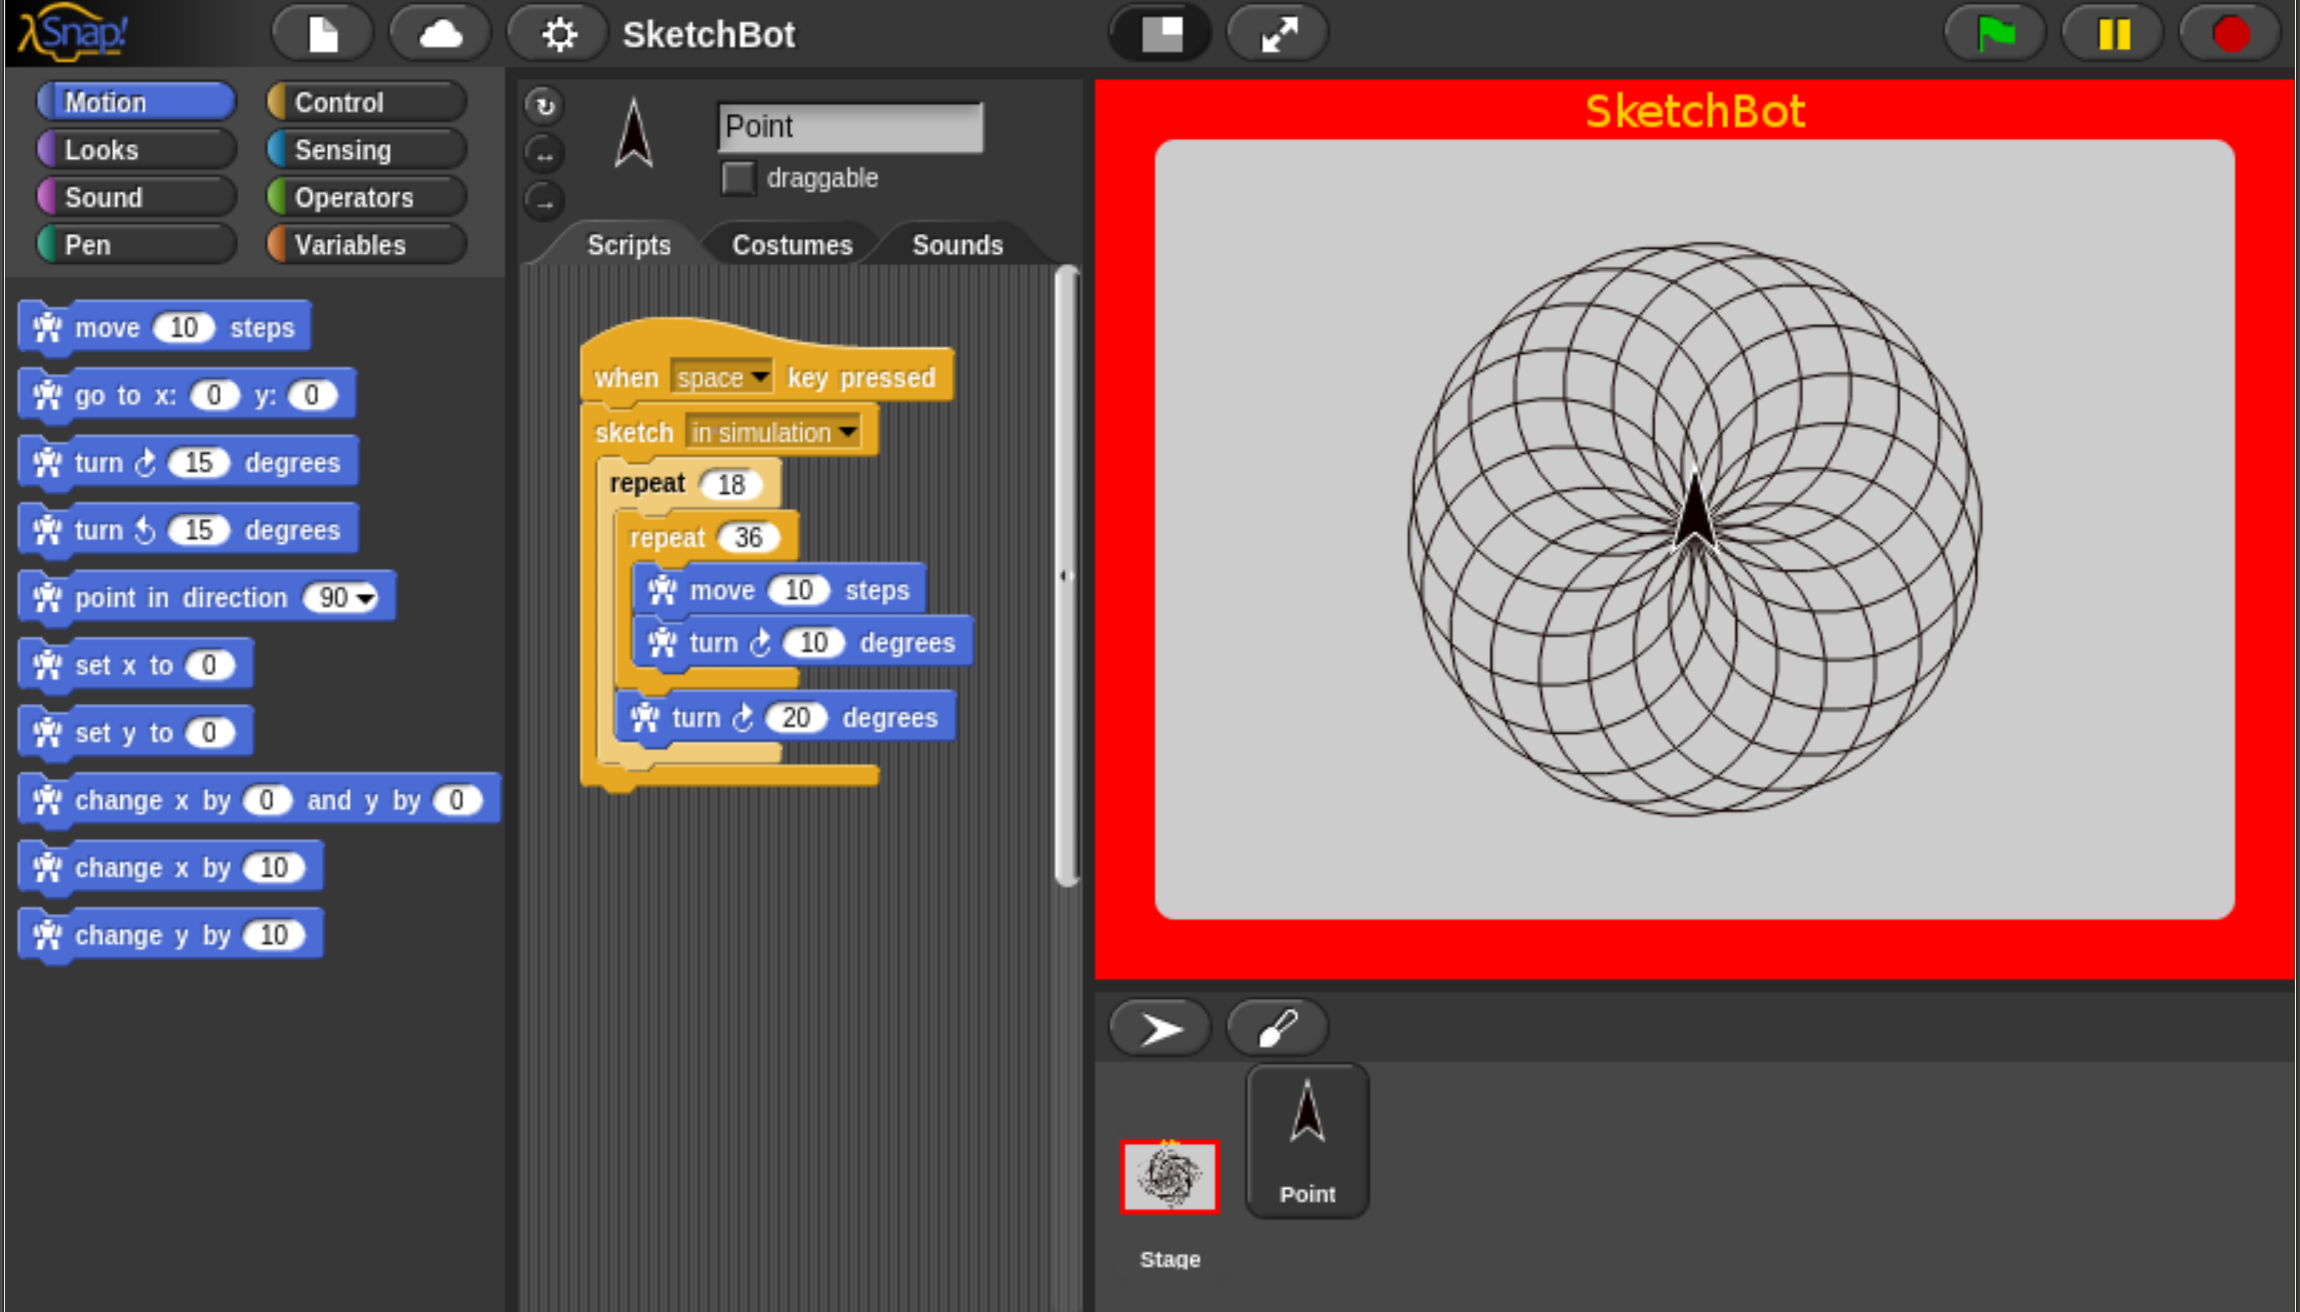 λSnap!
SketchBot
Motion
Control
Looks
Sensing
Sound
Operators
Pen
Variables
move 10 steps
go to x: 0 y: 0
turn 15 degrees
turn 15 degrees
point in direction 90
set x to 0
set y to 0
change x by 0 and y by 0
change x by 10
change y by 10
Point
draggable
Scripts
Costumes
Sounds
when space key pressed
sketch in simulation
repeat 18
repeat 36
move 10 steps
turn 10 degrees
turn 20 degrees
SketchBot
Stage
Point